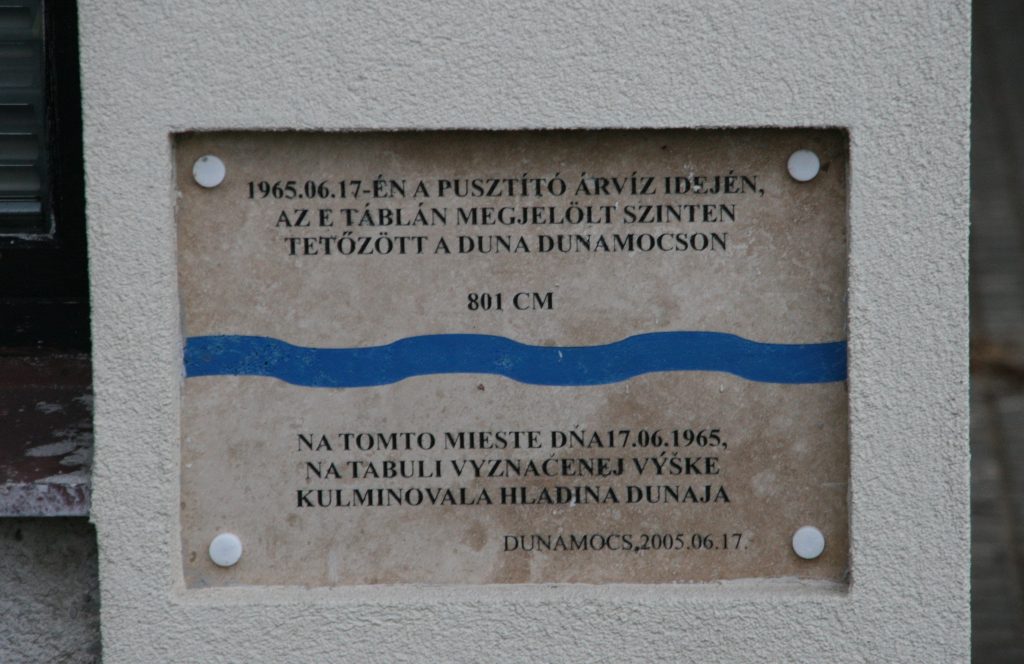 1965.06.17-ÉN A PUSZTÍTÓ ÁRVÍZ IDEJÉN,
AZ E TÁBLÁN MEGJELÖLT SZINTEN
TETŐZÖTT A DUNA DUNAMOCSON
801 CM
NA TOMTO MIESTE DŇA17.06.1965,
NA TABULI VYZNAČENEJ VÝŠKE
KULMINOVALA HLADINA DUNAJA
DUNAMOCS,2005.06.17.